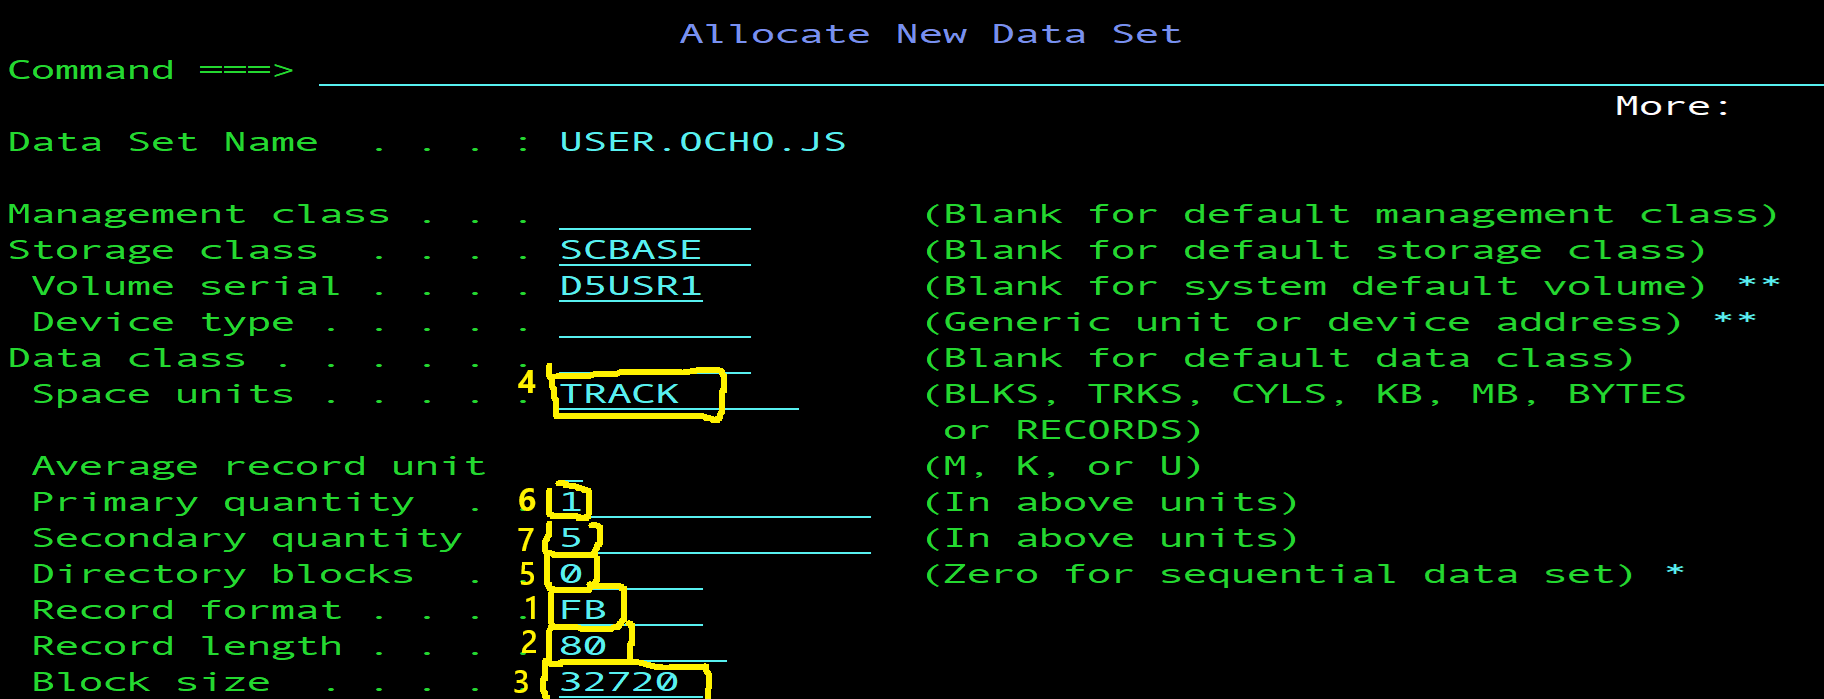 Allocate New Data Set
Command ===>
More:
Data Set Name . . . : USER.OCHO.JS
Management class . . . (Blank for default management class)
Storage class . . . . SCBASE (Blank for default storage class)
Volume serial . . . . D5USR1 (Blank for system default volume) **
Device type . . . . . (Generic unit or device address) **
Data class . . . . . . (Blank for default data class)
Space units . . . . . 4 TRACK (BLKS, TRKS, CYLS, KB, MB, BYTES
or RECORDS)
Average record unit (M, K, or U)
Primary quantity . . 6 1 (In above units)
Secondary quantity 7 5 (In above units)
Directory blocks . . 5 0 (Zero for sequential data set) *
Record format . . . . 1 FB
Record length . . . . 2 80
Block size . . . . 3 32720